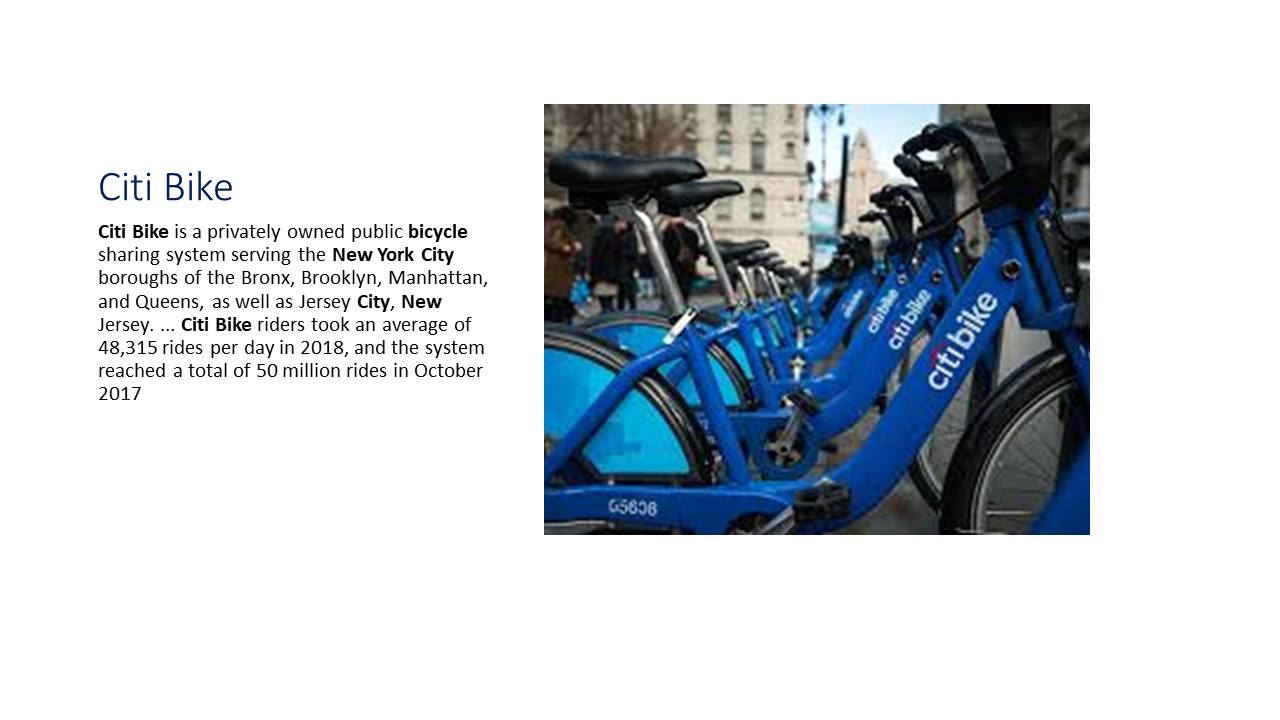 Citi Bike
Citi Bike is a privately owned public bicycle
sharing system serving the New York City
boroughs of the Bronx, Brooklyn, Manhattan,
and Queens, as well as Jersey City, New
Jersey. ... Citi Bike riders took an average of
48,315 rides per day in 2018, and the system
reached a total of 50 million rides in October
2017
citibike
citibike
citibike